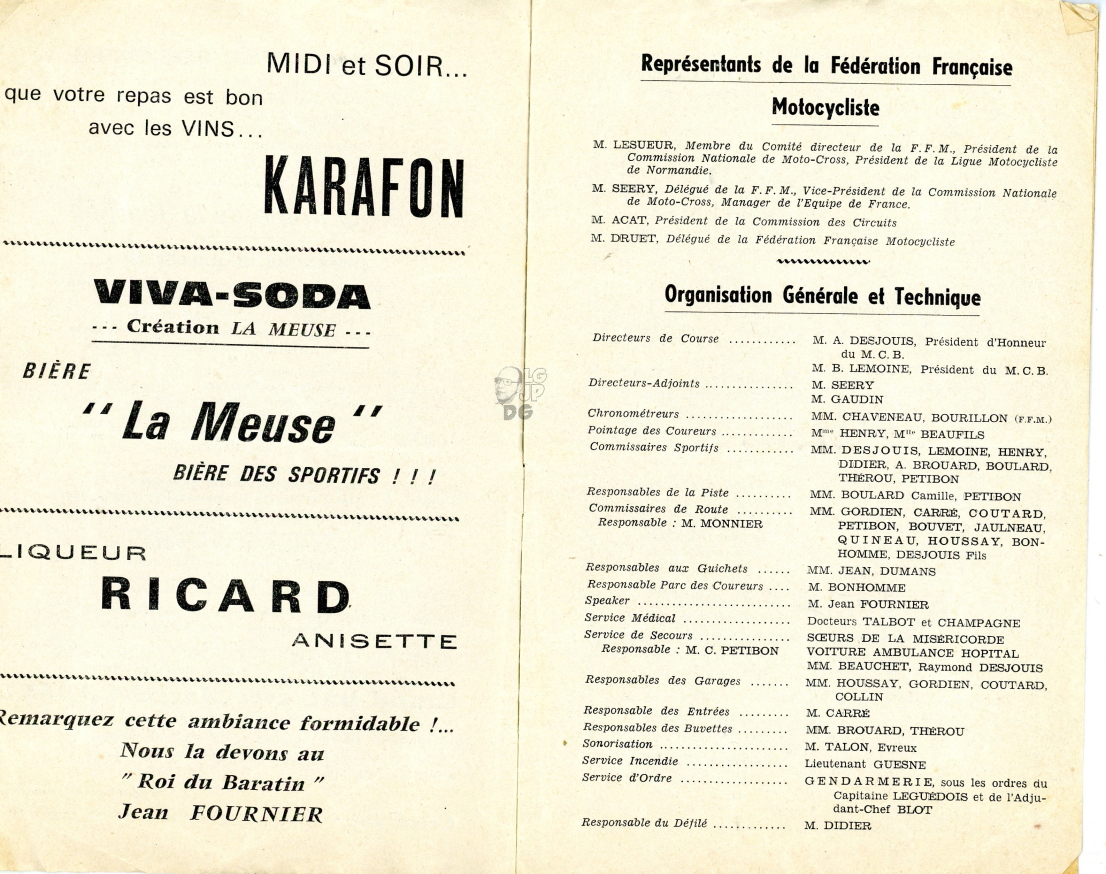 MIDI et SOIR...
que votre repas est bon
avec les VINS...
KARAFON
VIVA-SODA
--- Création LA MEUSE ---
BIÈRE
"La Meuse"
BIÈRE DES SPORTIFS ! ! !
LIQUEUR
RICARD
ANISETTE
Remarquez cette ambiance formidable !...
Nous la devons au
" Roi du Baratin "
Jean FOURNIER
LG
JP
DG
Représentants de la Fédération Française
Motocycliste
M. LESUEUR, Membre du Comité directeur de la F.F.M., Président de la
Commission Nationale de Moto-Cross, Président de la Ligue Motocycliste
de Normandie.
M. SEERY, Délégué de la F.F.M., Vice-Président de la Commission Nationale
de Moto-Cross, Manager de l'Equipe de France.
M. ACAT, Président de la Commission des Circuits
M. DRUET, Délégué de la Fédération Française Motocycliste
Organisation Générale et Technique
Directeurs de Course ............ M. A. DESJOUIS, Président d'Honneur
du M.C.B.
M. B. LEMOINE, Président du M.C.B.
Directeurs-Adjoints .............. M. SEERY
M. GAUDIN
Chronométreurs .................. MM. CHAVENEAU, BOURILLON (F.F.M.)
Pointage des Coureurs ............ Mme HENRY, Mlle BEAUFILS
Commissaires Sportifs ............ MM. DESJOUIS, LEMOINE, HENRY,
DIDIER, A. BROUARD, BOULARD,
THÉROU, PETIBON
Responsables de la Piste .......... MM. BOULARD Camille, PETIBON
Commissaires de Route .......... MM. GORDIEN, CARRÉ, COUTARD,
Responsable : M. MONNIER PETIBON, BOUVET, JAULNEAU,
QUINEAU, HOUSSAY, BON-
HOMME, DESJOUIS Fils
Responsables aux Guichets ...... MM. JEAN, DUMANS
Responsable Parc des Coureurs .... M. BONHOMME
Speaker ............................ M. Jean FOURNIER
Service Médical ................... Docteurs TALBOT et CHAMPAGNE
Service de Secours ................ SŒURS DE LA MISÉRICORDE
Responsable : M. C. PETIBON VOITURE AMBULANCE HOPITAL
MM. BEAUCHET, Raymond DESJOUIS
Responsables des Garages ....... MM. HOUSSAY, GORDIEN, COUTARD,
COLLIN
Responsable des Entrées ......... M. CARRÉ
Responsables des Buvettes ......... MM. BROUARD, THÉROU
Sonorisation ....................... M. TALON, Evreux
Service Incendie ................... Lieutenant GUESNE
Service d'Ordre ................... GENDARMERIE, sous les ordres du
Capitaine LEGUÉDOIS et de l'Adju-
dant-Chef BLOT
Responsable du Défilé ............. M. DIDIER